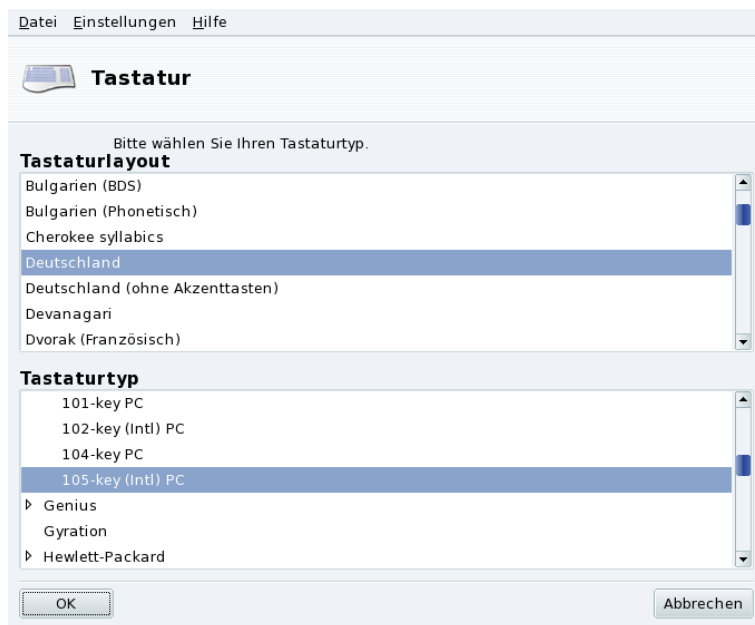 Datei Einstellungen Hilfe
Tastatur
Bitte wählen Sie Ihren Tastaturtyp.
Tastaturlayout
Bulgarien (BDS)
Bulgarien (Phonetisch)
Cherokee syllabics
Deutschland
Deutschland (ohne Akzenttasten)
Devanagari
Dvorak (Französisch)
Tastaturtyp
101-key PC
102-key (Intl) PC
104-key PC
105-key (Intl) PC
Genius
Gyration
Hewlett-Packard
OK Abbrechen